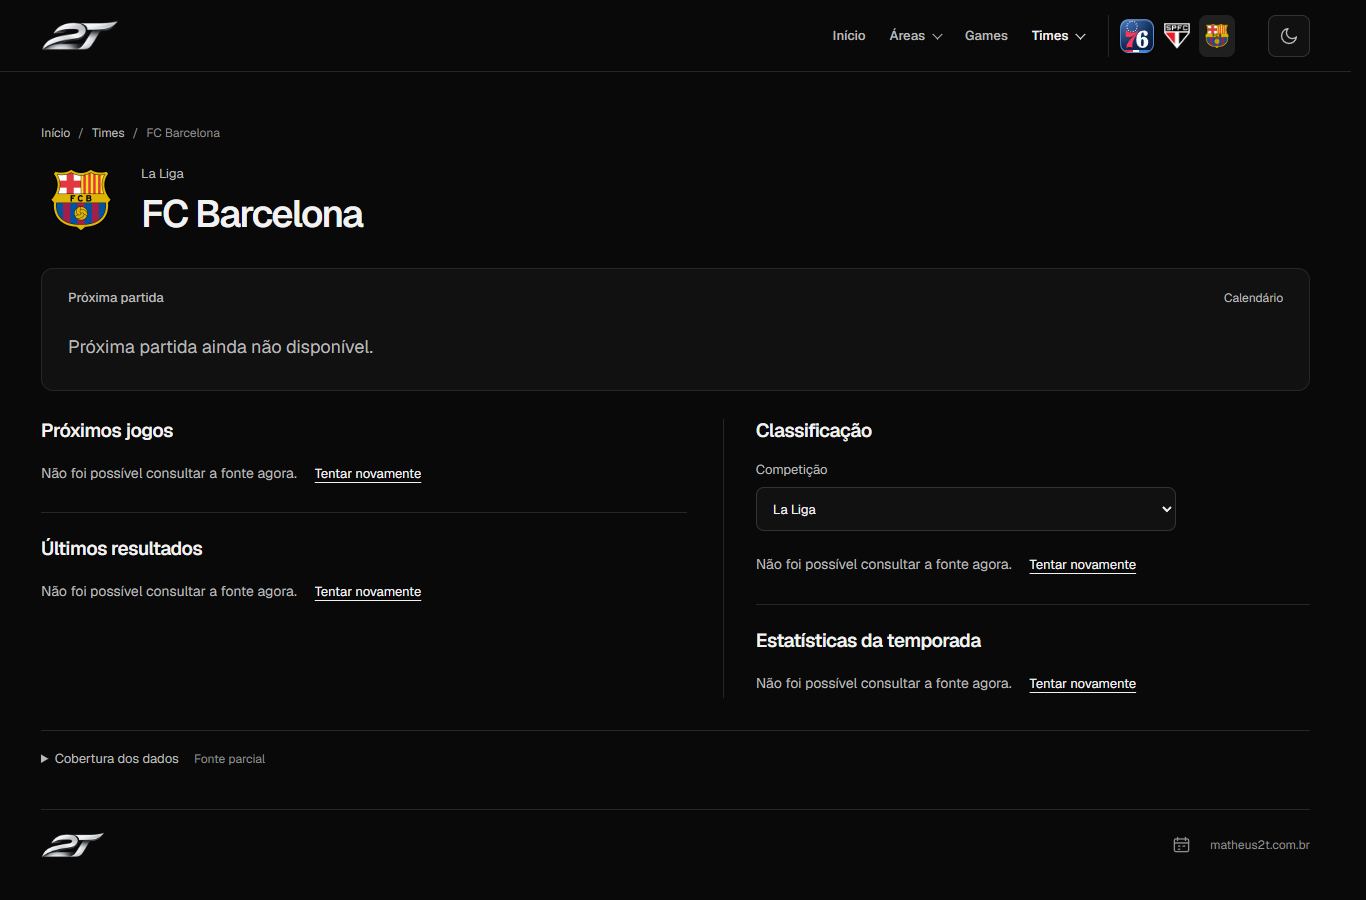 2T
Início Áreas Games Times
76
SPFC
Início / Times / FC Barcelona
FCB
La Liga
FC Barcelona
Próxima partida
Calendário
Próxima partida ainda não disponível.
Próximos jogos
Não foi possível consultar a fonte agora. Tentar novamente
Últimos resultados
Não foi possível consultar a fonte agora. Tentar novamente
Classificação
Competição
La Liga
Não foi possível consultar a fonte agora. Tentar novamente
Estatísticas da temporada
Não foi possível consultar a fonte agora. Tentar novamente
Cobertura dos dados Fonte parcial
2T
matheus2t.com.br